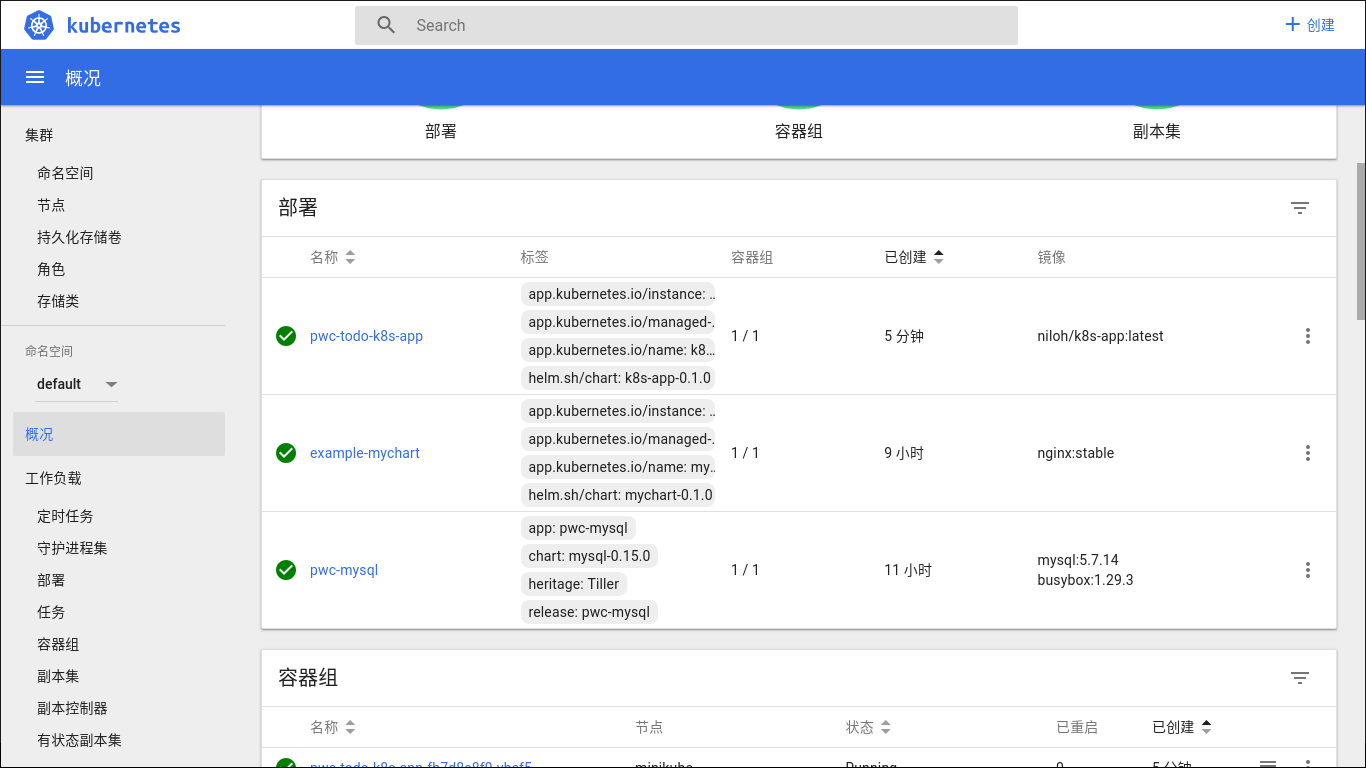 kubernetes
Search
创建
概况
集群
命名空间
节点
持久化存储卷
角色
存储类
命名空间
default
概况
工作负载
定时任务
守护进程集
部署
任务
容器组
副本集
副本控制器
有状态副本集
部署 容器组 副本集
部署
名称 标签 容器组 已创建 镜像
pwc-todo-k8s-app
app.kubernetes.io/instance: ..
app.kubernetes.io/managed-.
app.kubernetes.io/name: k8...
helm.sh/chart: k8s-app-0.1.0
1 / 1
5 分钟
niloh/k8s-app:latest
example-mychart
app.kubernetes.io/instance: ..
app.kubernetes.io/managed-.
app.kubernetes.io/name: my..
helm.sh/chart: mychart-0.1.0
1 / 1
9 小时
nginx:stable
pwc-mysql
app: pwc-mysql
chart: mysql-0.15.0
heritage: Tiller
release: pwc-mysql
1 / 1
11 小时
mysql:5.7.14
busybox:1.29.3
容器组
名称 节点 状态 已重启 已创建
minikube Running 0 5 分钟